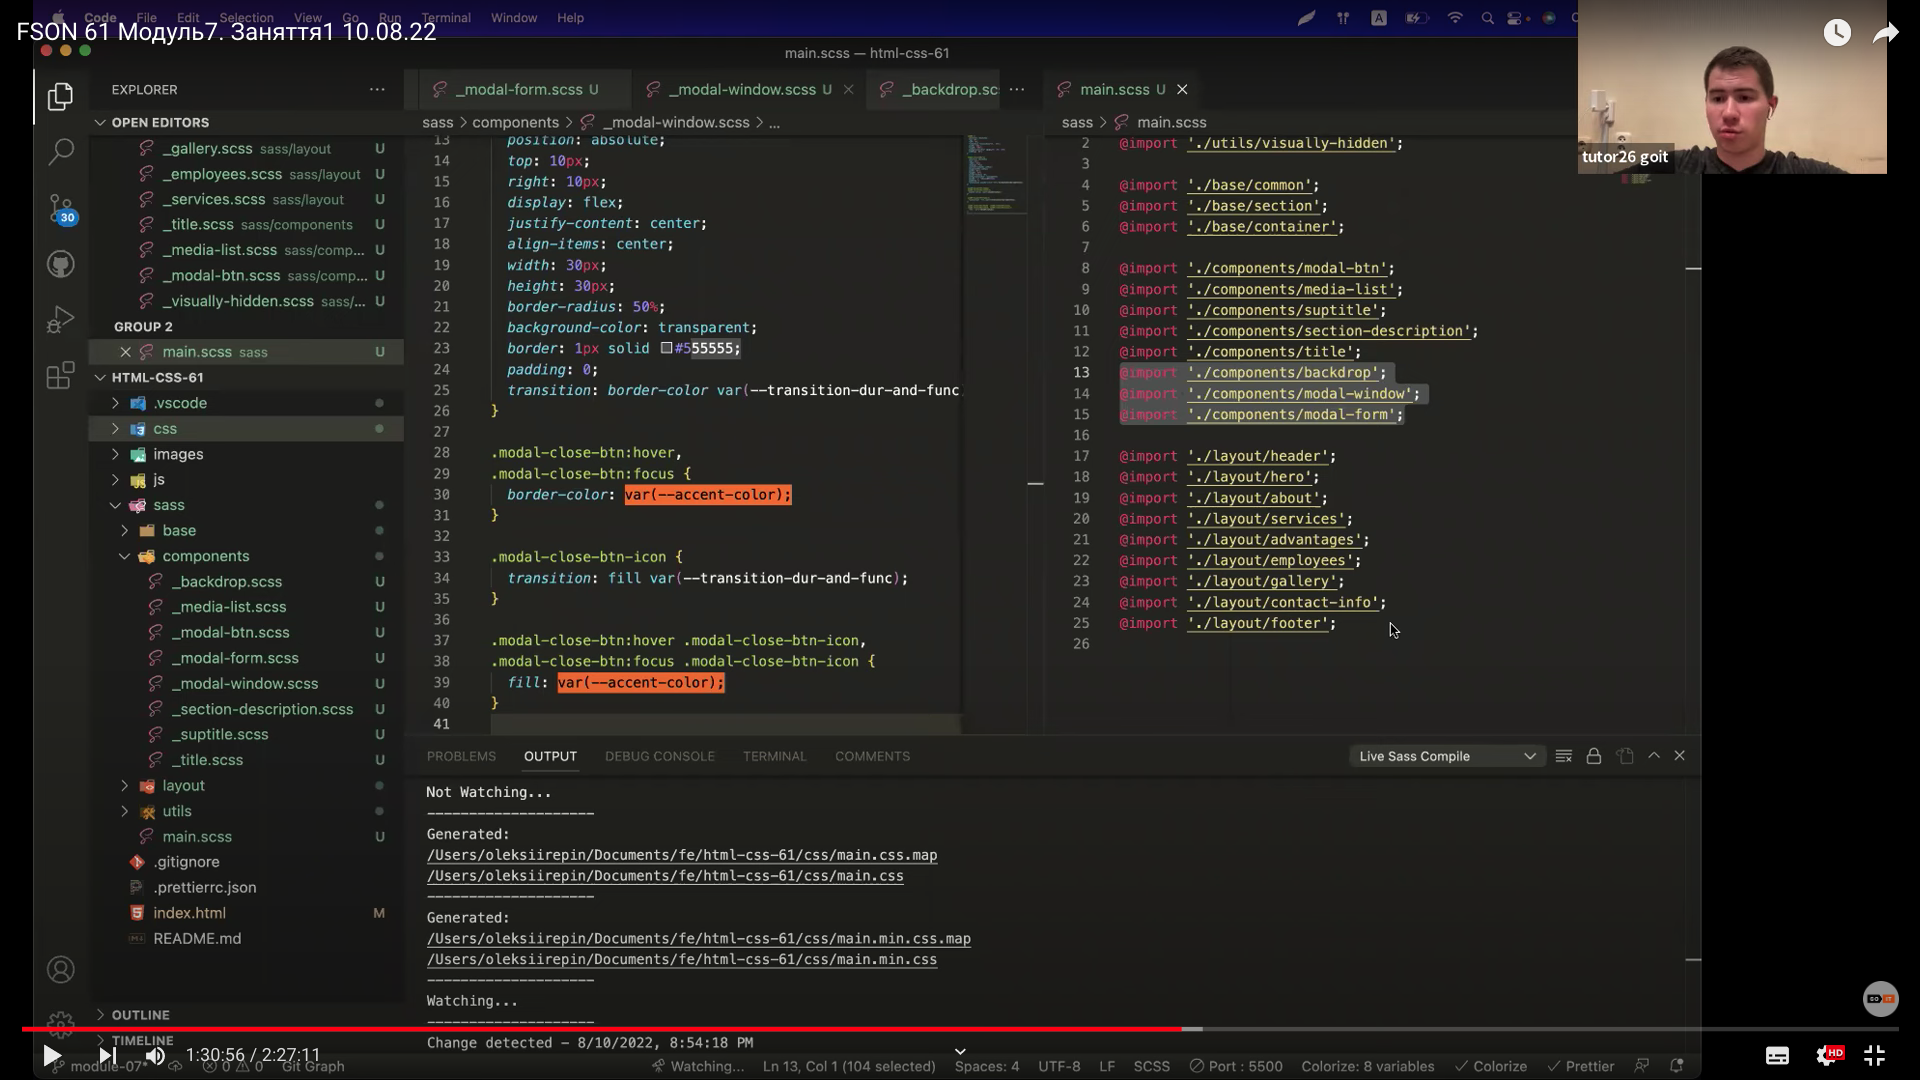 Code File Edit Selection View Go Run Terminal Window Help
FSON 61 Модуль7. Заняття1 10.08.22
main.scss — html-css-61
tutor26 goit
EXPLORER
OPEN EDITORS
_gallery.scss sass/layout U
_employees.scss sass/layout U
_services.scss sass/layout U
_title.scss sass/components U
_media-list.scss sass/comp... U
_modal-btn.scss sass/comp... U
_visually-hidden.scss sass/... U
GROUP 2
main.scss sass U
HTML-CSS-61
.vscode
css
images
js
sass
base
components
_backdrop.scss U
_media-list.scss U
_modal-btn.scss U
_modal-form.scss U
_modal-window.scss U
_section-description.scss U
_suptitle.scss U
_title.scss U
layout
utils
main.scss U
.gitignore
.prettierrc.json
index.html M
README.md
OUTLINE
TIMELINE
30
_modal-form.scss U
_modal-window.scss U
_backdrop.sc
sass > components > _modal-window.scss > ...
13 position: absolute;
14 top: 10px;
15 right: 10px;
16 display: flex;
17 justify-content: center;
18 align-items: center;
19 width: 30px;
20 height: 30px;
21 border-radius: 50%;
22 background-color: transparent;
23 border: 1px solid #555555;
24 padding: 0;
25 transition: border-color var(--transition-dur-and-func
26 }
27
28 .modal-close-btn:hover,
29 .modal-close-btn:focus {
30 border-color: var(--accent-color);
31 }
32
33 .modal-close-btn-icon {
34 transition: fill var(--transition-dur-and-func);
35 }
36
37 .modal-close-btn:hover .modal-close-btn-icon,
38 .modal-close-btn:focus .modal-close-btn-icon {
39 fill: var(--accent-color);
40 }
41
main.scss U
sass > main.scss
2 @import './utils/visually-hidden';
3
4 @import './base/common';
5 @import './base/section';
6 @import './base/container';
7
8 @import './components/modal-btn';
9 @import './components/media-list';
10 @import './components/suptitle';
11 @import './components/section-description';
12 @import './components/title';
13 @import './components/backdrop';
14 @import './components/modal-window';
15 @import './components/modal-form';
16
17 @import './layout/header';
18 @import './layout/hero';
19 @import './layout/about';
20 @import './layout/services';
21 @import './layout/advantages';
22 @import './layout/employees';
23 @import './layout/gallery';
24 @import './layout/contact-info';
25 @import './layout/footer';
26
PROBLEMS OUTPUT DEBUG CONSOLE TERMINAL COMMENTS
Live Sass Compile
Not Watching...
--------------------
Generated:
/Users/oleksiirepin/Documents/fe/html-css-61/css/main.css.map
/Users/oleksiirepin/Documents/fe/html-css-61/css/main.css
--------------------
Generated:
/Users/oleksiirepin/Documents/fe/html-css-61/css/main.min.css.map
/Users/oleksiirepin/Documents/fe/html-css-61/css/main.min.css
--------------------
Watching...
--------------------
Change detected - 8/10/2022, 8:54:18 PM
1:30:56 / 2:27:11
HD
module-07* 0 0 Git Graph Watching... Ln 13, Col 1 (104 selected) Spaces: 4 UTF-8 LF SCSS Port : 5500 Colorize: 8 variables Colorize Prettier